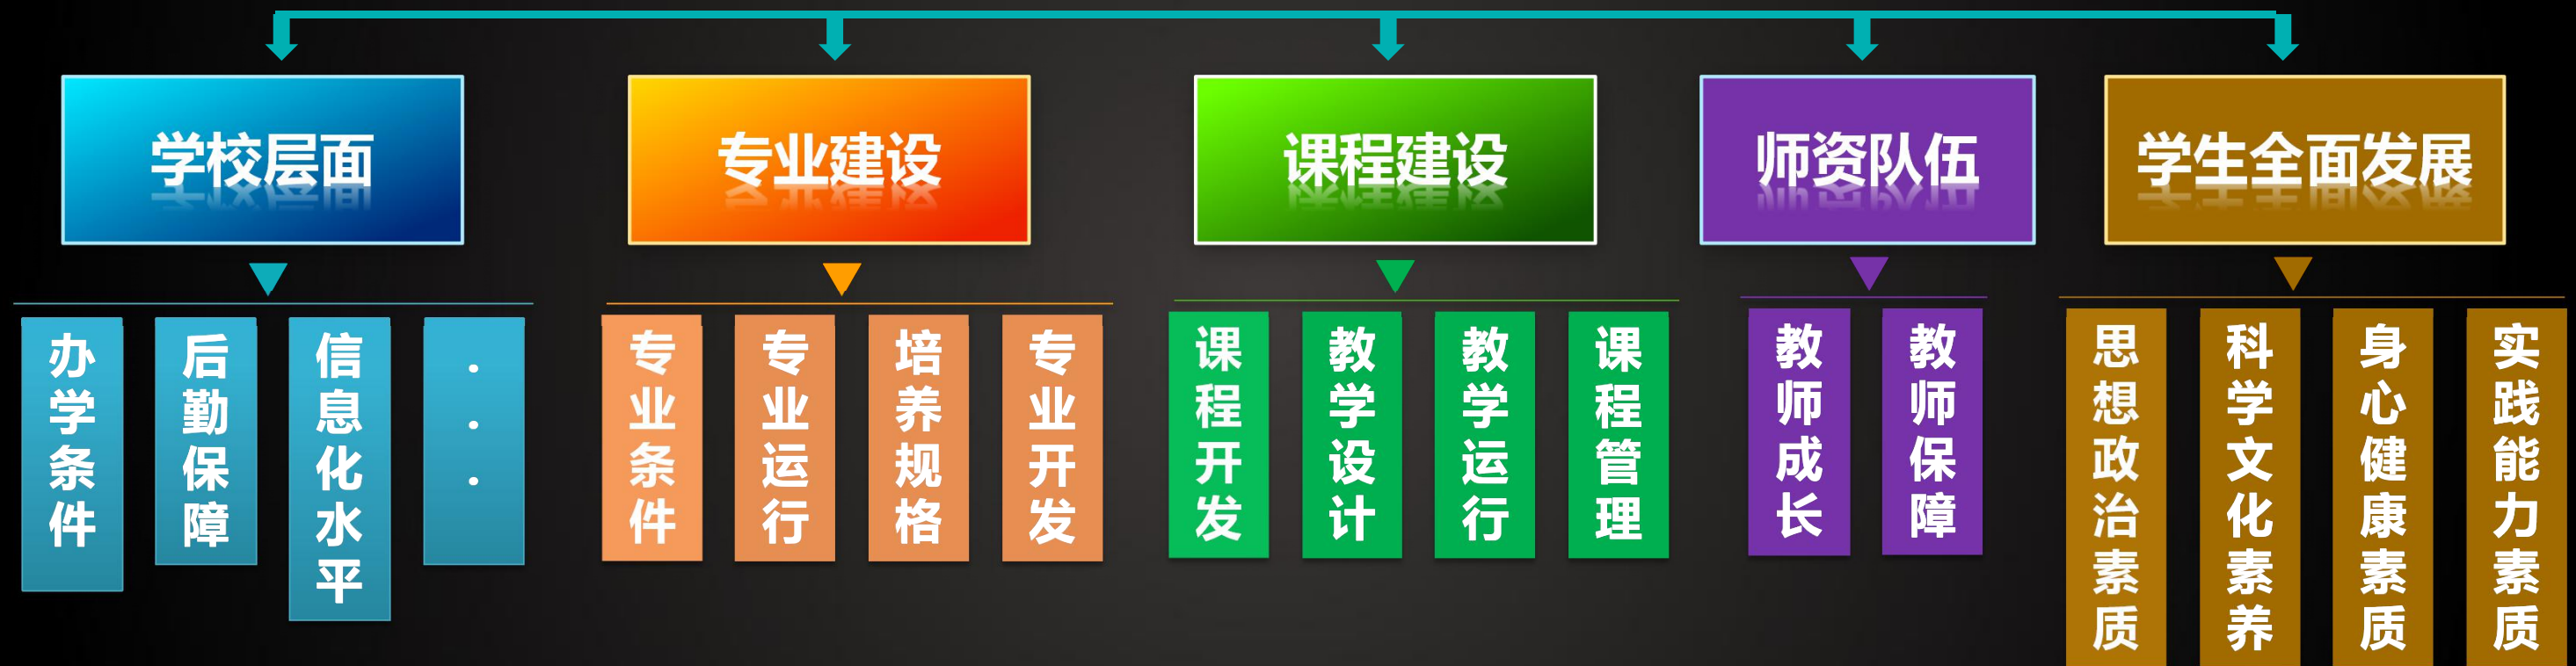 学校层面
专业建设
课程建设
师资队伍
学生全面发展
办学条件
后勤保障
信息化水平
...
专业条件
专业运行
培养规格
专业开发
课程开发
教学设计
教学运行
课程管理
教师成长
教师保障
思想政治素质
科学文化素养
身心健康素质
实践能力素质